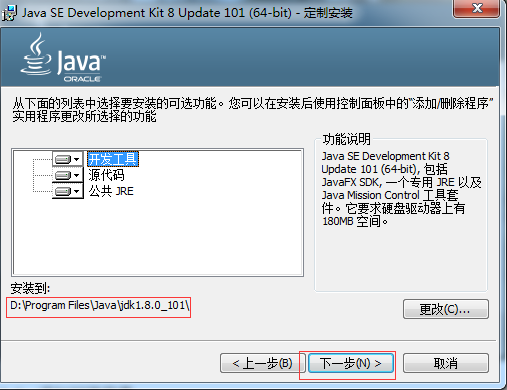 Java SE Development Kit 8 Update 101 (64-bit) - 定制安装
Java
ORACLE
从下面的列表中选择要安装的可选功能。您可以在安装后使用控制面板中的“添加/删除程序”
实用程序更改所选择的功能
开发工具
源代码
公共 JRE
功能说明
Java SE Development Kit 8
Update 101 (64-bit), 包括
JavaFX SDK, 一个专用 JRE 以及
Java Mission Control 工具套
件。它要求硬盘驱动器上有
180MB 空间。
安装到:
D:\Program Files\Java\jdk1.8.0_101\
更改(C)...
< 上一步(B)
下一步(N) >
取消